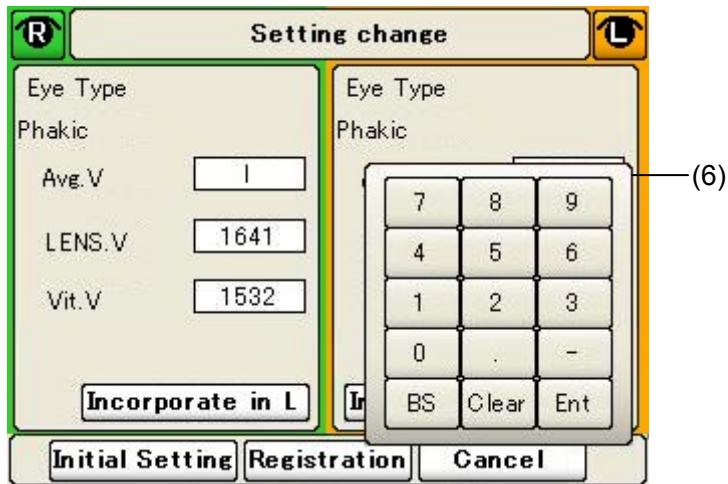 R Setting change L
Eye Type
Phakic
Avg.V
LENS.V 1641
Vit.V 1532
Incorporate in L
Eye Type
Phakic
(6)
7 8 9
4 5 6
1 2 3
0 . -
BS Clear Ent
Initial Setting Registration Cancel